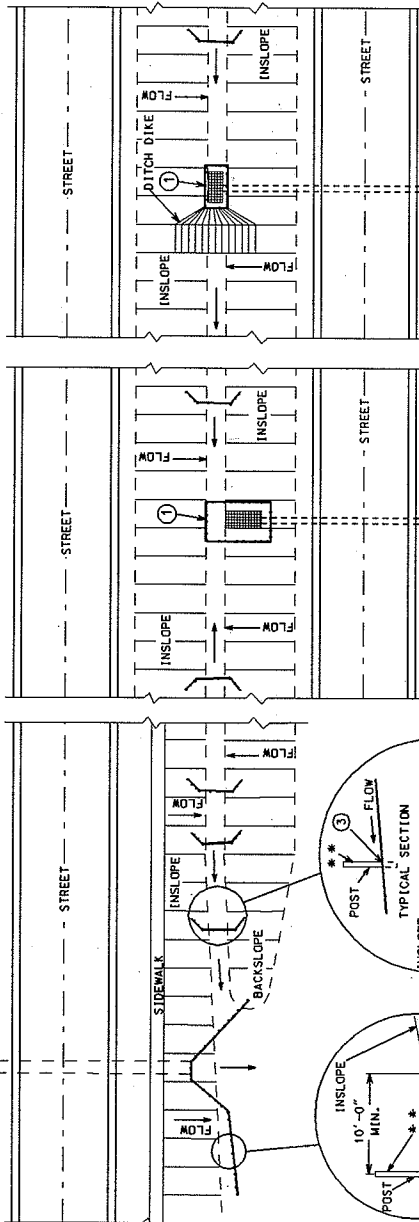 STREET
SIDEWALK
FLOW
INSLOPE
FLOW
FLOW
BACKSLOPE
INSLOPE
10'-0"
MIN.
**
POST
**
POST
3
FLOW
TYPICAL SECTION
STREET
1
FLOW
INSLOPE
INSLOPE
FLOW
STREET
STREET
1
DITCH DIKE
FLOW
INSLOPE
INSLOPE
FLOW
STREET